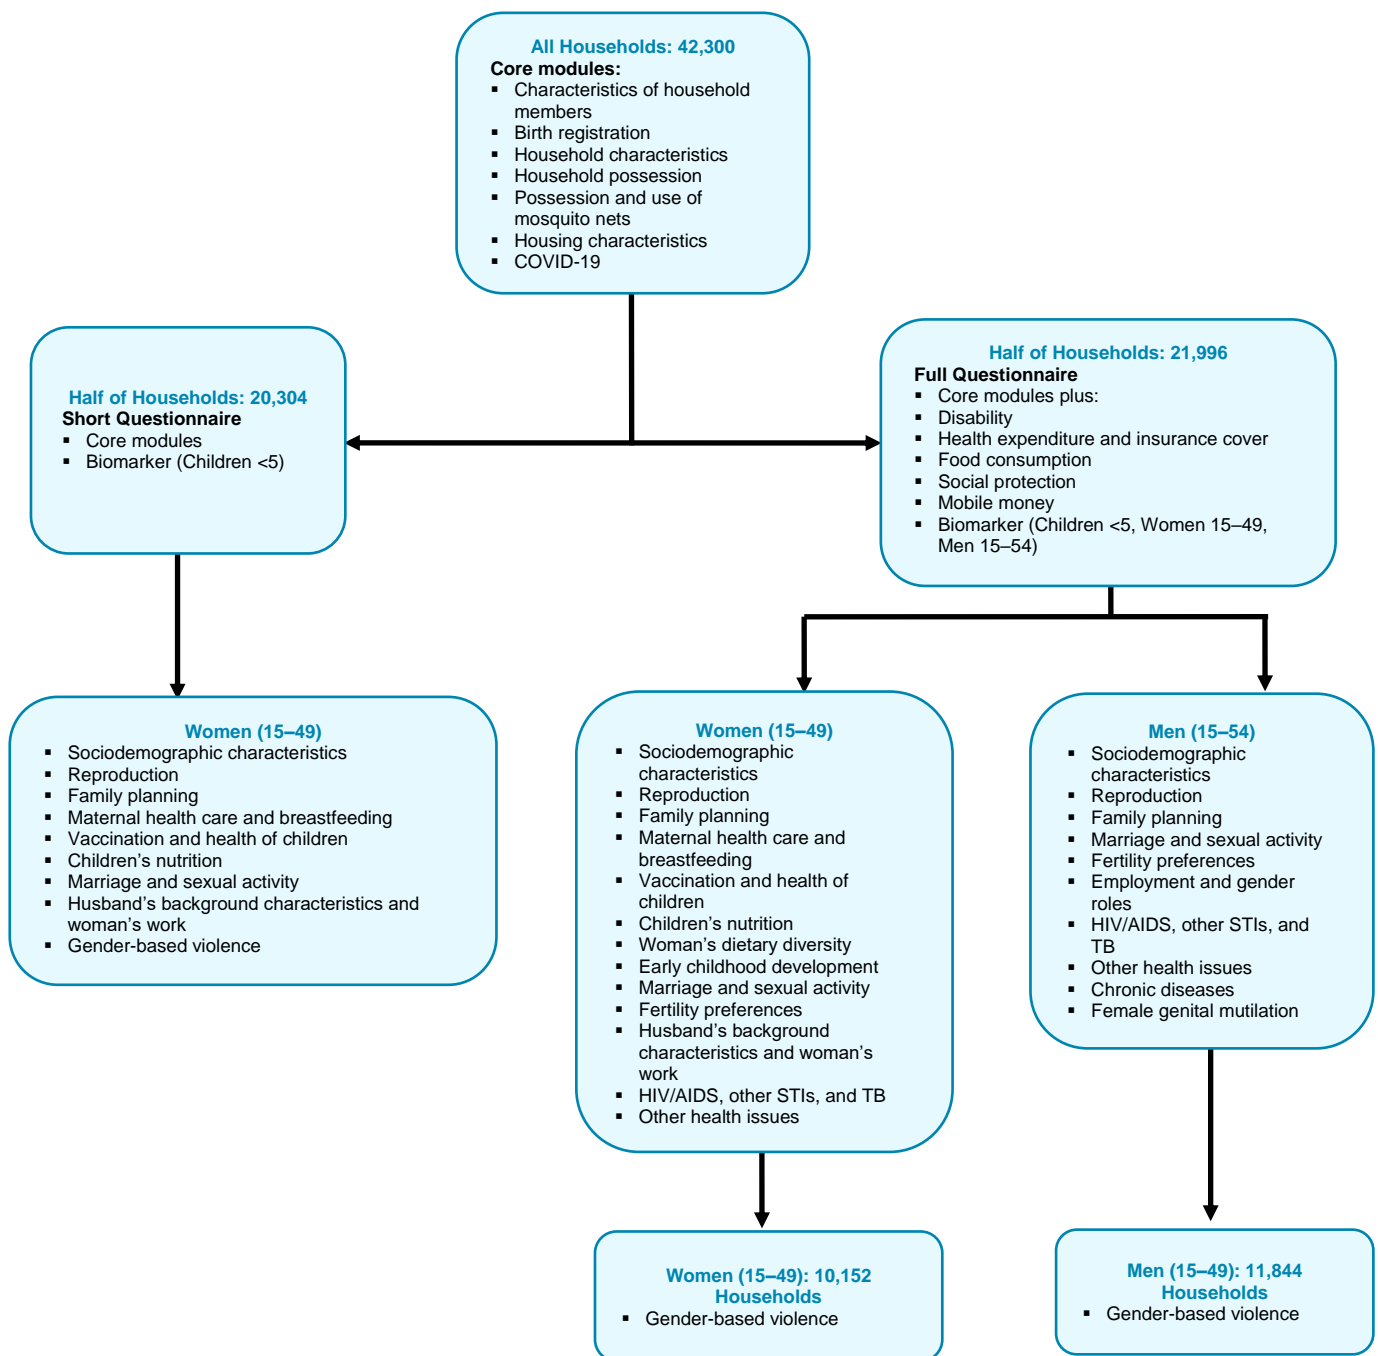 All Households: 42,300
Core modules:
▪ Characteristics of household
members
▪ Birth registration
▪ Household characteristics
▪ Household possession
▪ Possession and use of
mosquito nets
▪ Housing characteristics
▪ COVID-19
Half of Households: 20,304
Short Questionnaire
▪ Core modules
▪ Biomarker (Children <5)
Half of Households: 21,996
Full Questionnaire
▪ Core modules plus:
▪ Disability
▪ Health expenditure and insurance cover
▪ Food consumption
▪ Social protection
▪ Mobile money
▪ Biomarker (Children <5, Women 15–49,
Men 15–54)
Women (15–49)
▪ Sociodemographic characteristics
▪ Reproduction
▪ Family planning
▪ Maternal health care and breastfeeding
▪ Vaccination and health of children
▪ Children’s nutrition
▪ Marriage and sexual activity
▪ Husband’s background characteristics and
woman’s work
▪ Gender-based violence
Women (15–49)
▪ Sociodemographic
characteristics
▪ Reproduction
▪ Family planning
▪ Maternal health care and
breastfeeding
▪ Vaccination and health of
children
▪ Children’s nutrition
▪ Woman’s dietary diversity
▪ Early childhood development
▪ Marriage and sexual activity
▪ Fertility preferences
▪ Husband’s background
characteristics and woman’s
work
▪ HIV/AIDS, other STIs, and TB
▪ Other health issues
Men (15–54)
▪ Sociodemographic
characteristics
▪ Reproduction
▪ Family planning
▪ Marriage and sexual activity
▪ Fertility preferences
▪ Employment and gender
roles
▪ HIV/AIDS, other STIs, and
TB
▪ Other health issues
▪ Chronic diseases
▪ Female genital mutilation
Women (15–49): 10,152
Households
▪ Gender-based violence
Men (15–49): 11,844
Households
▪ Gender-based violence